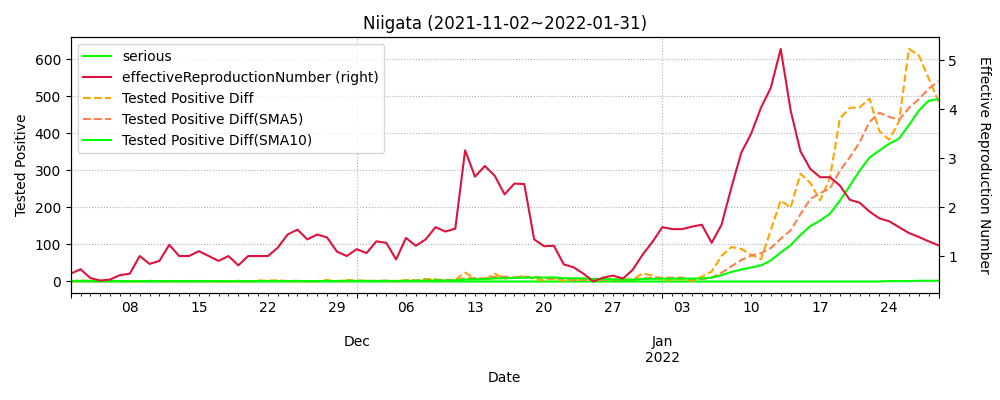 Niigata (2021-11-02~2022-01-31)
serious
effectiveReproductionNumber (right)
Tested Positive Diff
Tested Positive Diff(SMA5)
Tested Positive Diff(SMA10)
Tested Positive
600
500
400
300
200
100
0
5
4
3
2
1
Effective Reproduction Number
08 15 22 29 06 13 20 27 03 10 17 24
Dec Jan
2022
Date